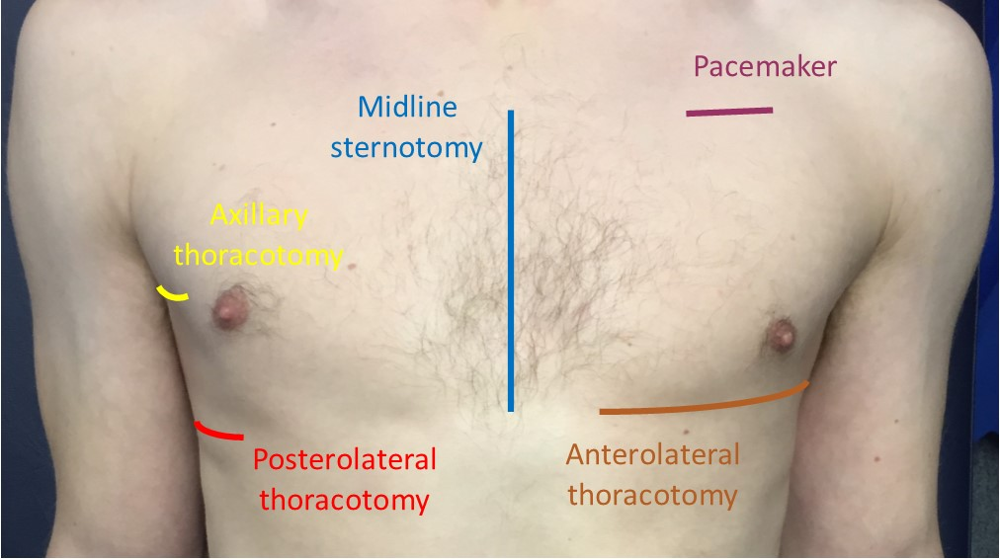 Pacemaker
Midline
sternotomy
Axillary
thoracotomy
Posterolateral
thoracotomy
Anterolateral
thoracotomy